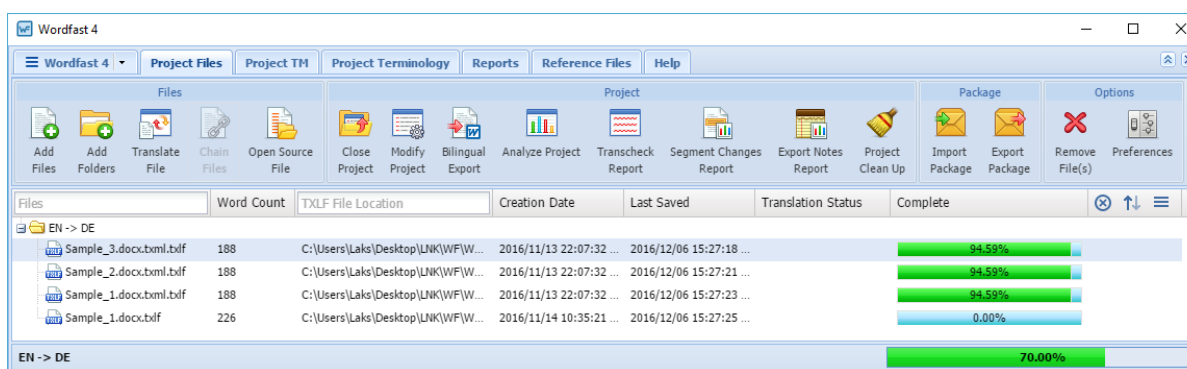 Wordfast 4
Wordfast 4 Project Files Project TM Project Terminology Reports Reference Files Help
Files Project Package Options
Add Files Add Folders Translate File Chain Files Open Source File Close Project Modify Project Bilingual Export Analyze Project Transcheck Report Segment Changes Report Export Notes Report Project Clean Up Import Package Export Package Remove File(s) Preferences
Files Word Count TXLF File Location Creation Date Last Saved Translation Status Complete
EN -> DE
Sample_3.docx.txml.txlf 188 C:\Users\Laks\Desktop\LNK\WF\W... 2016/11/13 22:07:32 ... 2016/12/06 15:27:18 ... 94.59%
Sample_2.docx.txml.txlf 188 C:\Users\Laks\Desktop\LNK\WF\W... 2016/11/13 22:07:32 ... 2016/12/06 15:27:21 ... 94.59%
Sample_1.docx.txml.txlf 188 C:\Users\Laks\Desktop\LNK\WF\W... 2016/11/13 22:07:32 ... 2016/12/06 15:27:23 ... 94.59%
Sample_1.docx.txlf 226 C:\Users\Laks\Desktop\LNK\WF\W... 2016/11/14 10:35:21 ... 2016/12/06 15:27:25 ... 0.00%
EN -> DE 70.00%